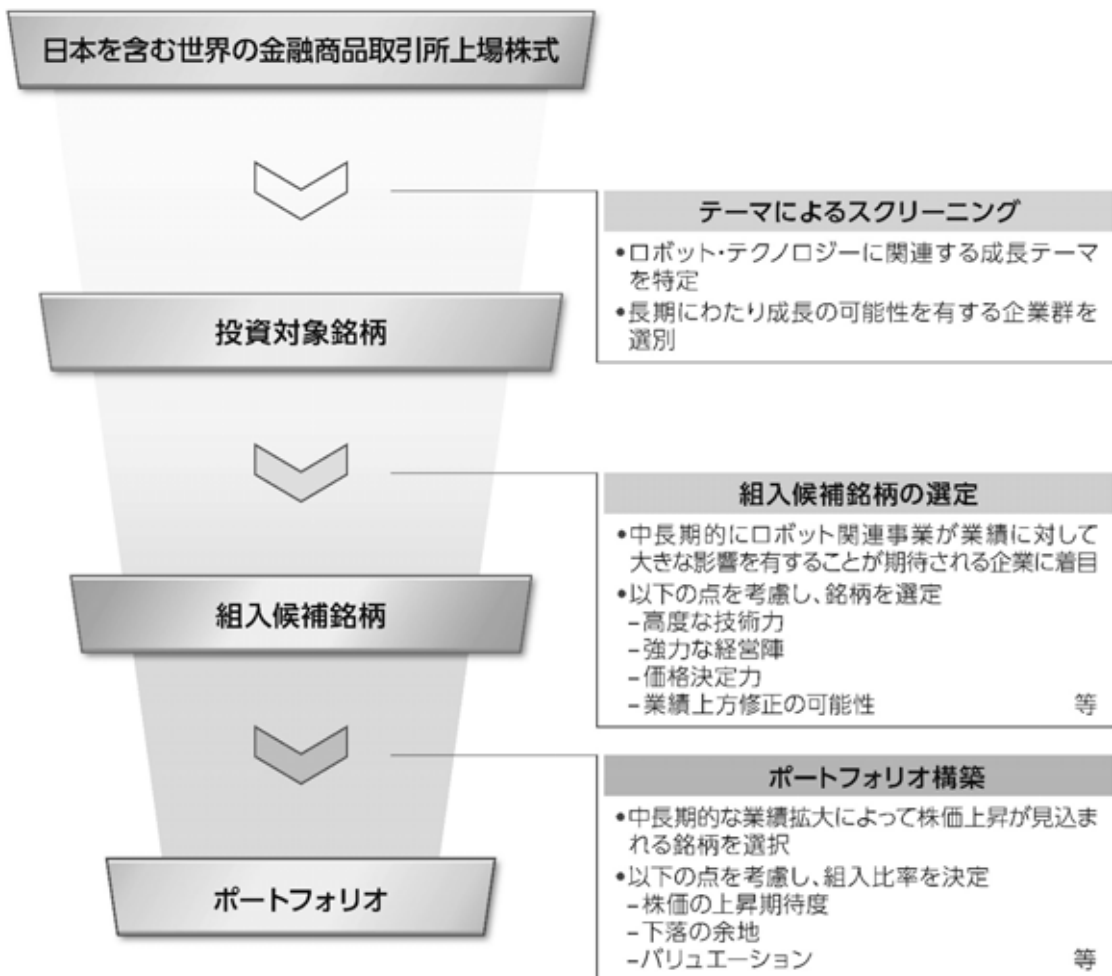 日本を含む世界の金融商品取引所上場株式
テーマによるスクリーニング
•ロボット・テクノロジーに関連する成長テーマ
を特定
•長期にわたり成長の可能性を有する企業群を
選別
投資対象銘柄
組入候補銘柄の選定
•中長期的にロボット関連事業が業績に対して
大きな影響を有することが期待される企業に着目
•以下の点を考慮し、銘柄を選定
−高度な技術力
−強力な経営陣
−価格決定力
−業績上方修正の可能性 等
組入候補銘柄
ポートフォリオ構築
•中長期的な業績拡大によって株価上昇が見込ま
れる銘柄を選択
•以下の点を考慮し、組入比率を決定
−株価の上昇期待度
−下落の余地
−バリュエーション 等
ポートフォリオ